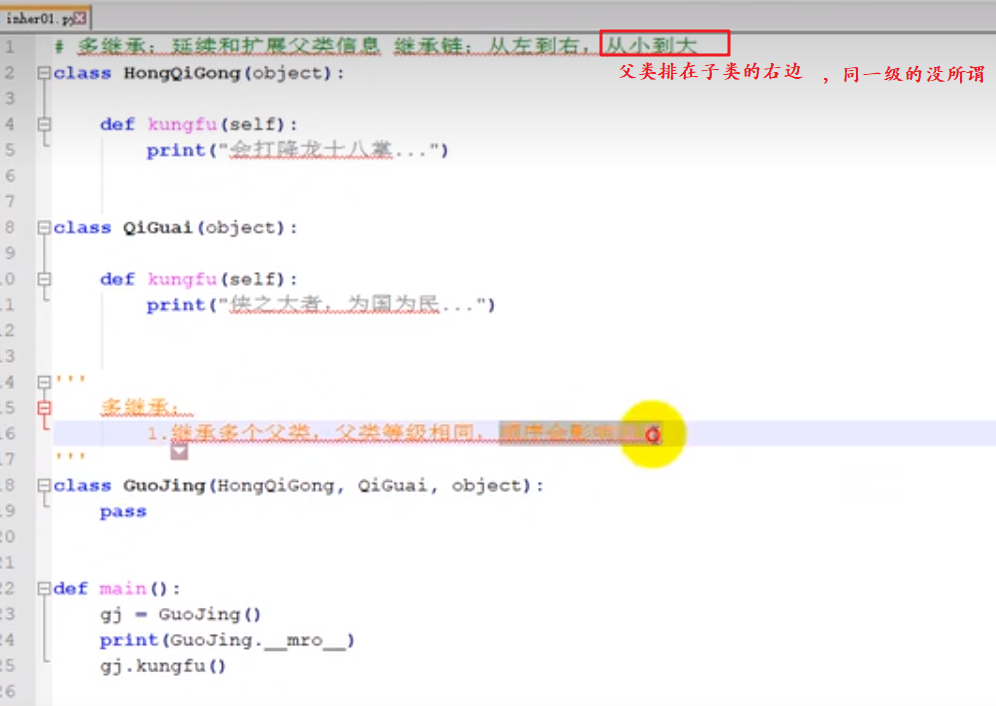 inher01.py
1 # 多继承：延续和扩展父类信息 继承链：从左到右，从小到大
父类排在子类的右边 ，同一级的没所谓
2 class HongQiGong(object):
3
4 def kungfu(self):
5 print("会打降龙十八掌...")
6
7
8 class QiGuai(object):
9
10 def kungfu(self):
11 print("侠之大者，为国为民...")
12
13
14 '''
15 多继承：
16 1.继承多个父类，父类等级相同，顺序会影响
17 '''
18 class GuoJing(HongQiGong, QiGuai, object):
19 pass
20
21
22 def main():
23 gj = GuoJing()
24 print(GuoJing.__mro__)
25 gj.kungfu()
26